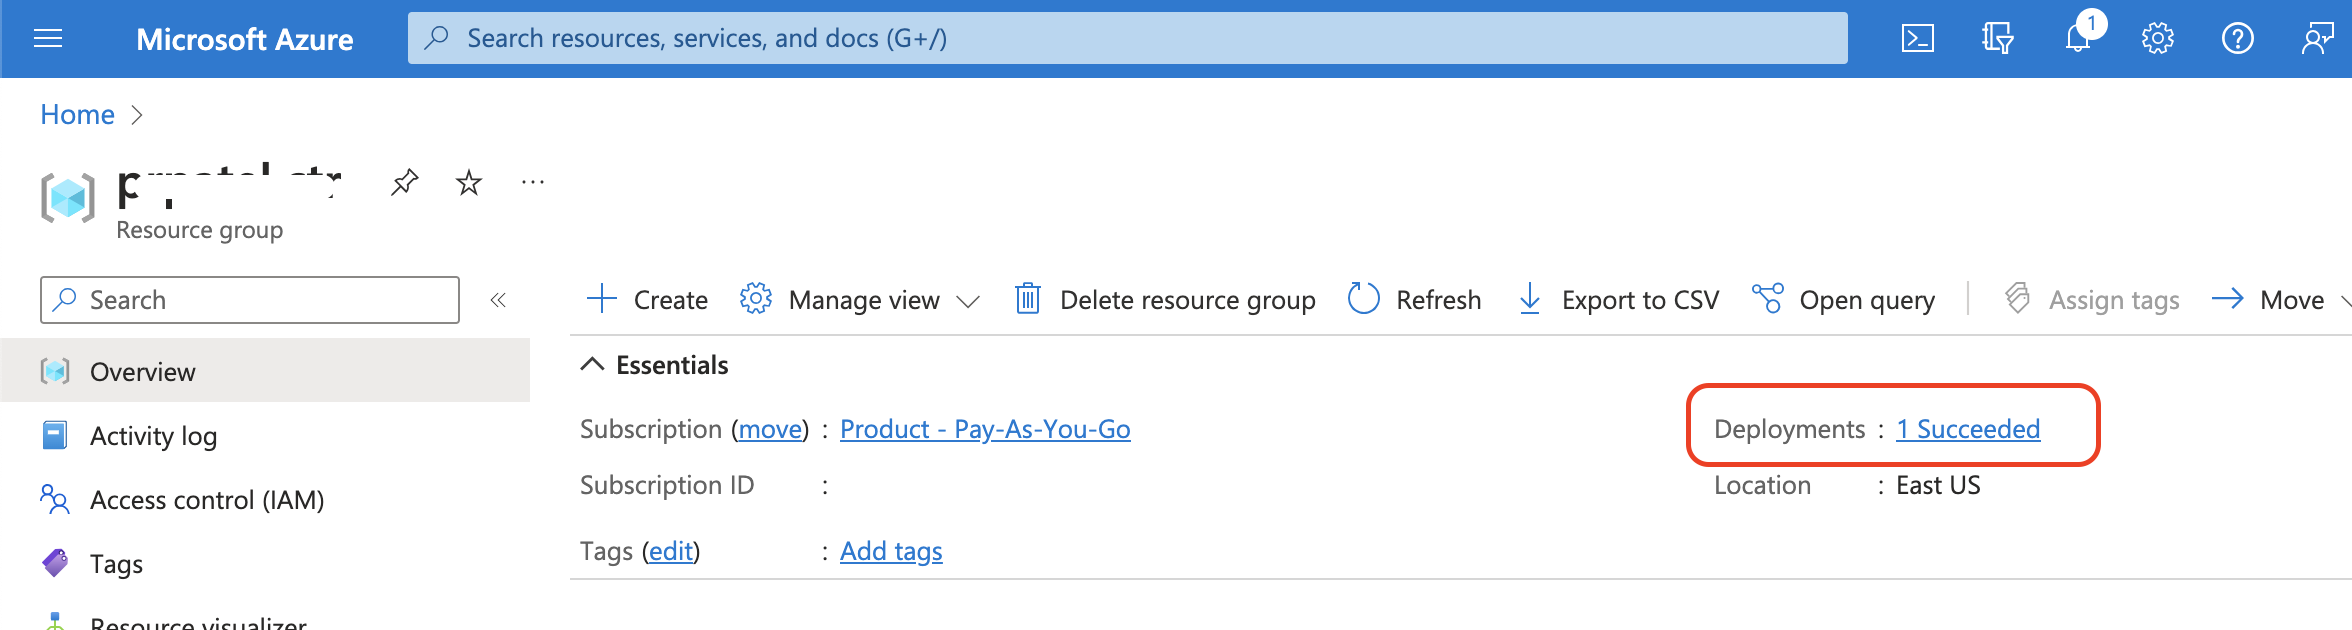 Microsoft Azure
Search resources, services, and docs (G+/)
1
Home
Resource group
Search
Create
Manage view
Delete resource group
Refresh
Export to CSV
Open query
Assign tags
Move
Overview
Activity log
Access control (IAM)
Tags
Resource visualizer
Essentials
Subscription (move) : Product - Pay-As-You-Go
Subscription ID :
Tags (edit) : Add tags
Deployments : 1 Succeeded
Location : East US